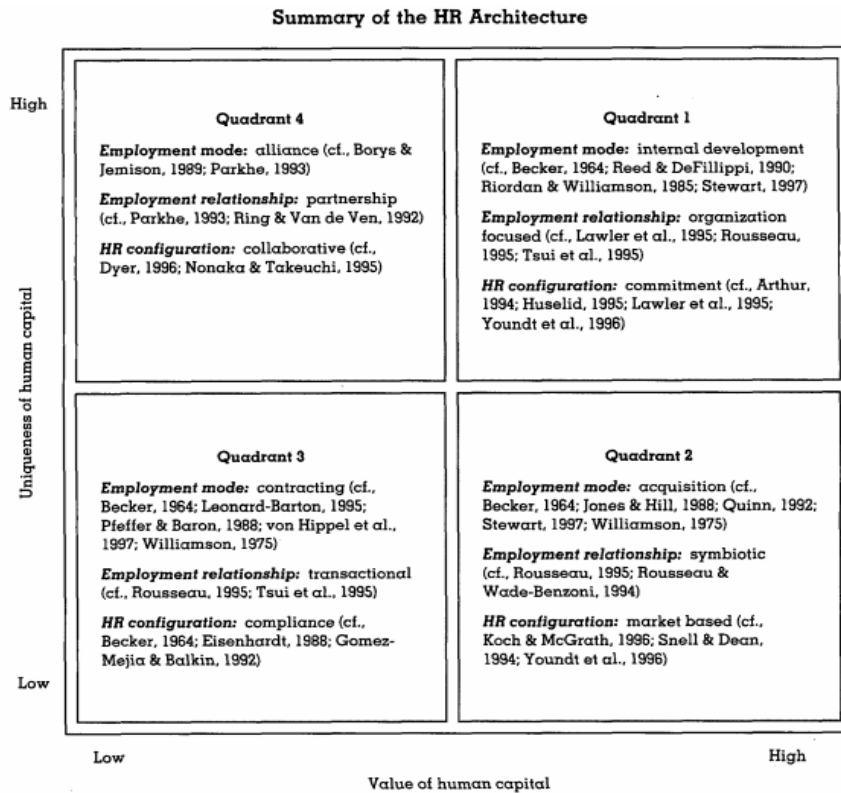 Summary of the HR Architecture
High
Uniqueness of human capital
Low
Quadrant 4
Employment mode: alliance (cf., Borys &
Jemison, 1989; Parkhe, 1993)
Employment relationship: partnership
(cf., Parkhe, 1993; Ring & Van de Ven, 1992)
HR configuration: collaborative (cf.,
Dyer, 1996; Nonaka & Takeuchi, 1995)
Quadrant 1
Employment mode: internal development
(cf., Becker, 1964; Reed & DeFillippi, 1990;
Riordan & Williamson, 1985; Stewart, 1997)
Employment relationship: organization
focused (cf., Lawler et al., 1995; Rousseau,
1995; Tsui et al., 1995)
HR configuration: commitment (cf., Arthur,
1994; Huselid, 1995; Lawler et al., 1995;
Youndt et al., 1996)
Quadrant 3
Employment mode: contracting (cf.,
Becker, 1964; Leonard-Barton, 1995;
Pfeffer & Baron, 1988; von Hippel et al.,
1997; Williamson, 1975)
Employment relationship: transactional
(cf., Rousseau, 1995; Tsui et al., 1995)
HR configuration: compliance (cf.,
Becker, 1964; Eisenhardt, 1988; Gomez-
Mejia & Balkin, 1992)
Quadrant 2
Employment mode: acquisition (cf.,
Becker, 1964; Jones & Hill, 1988; Quinn, 1992;
Stewart, 1997; Williamson, 1975)
Employment relationship: symbiotic
(cf., Rousseau, 1995; Rousseau &
Wade-Benzoni, 1994)
HR configuration: market based (cf.,
Koch & McGrath, 1996; Snell & Dean,
1994; Youndt et al., 1996)
Low
High
Value of human capital